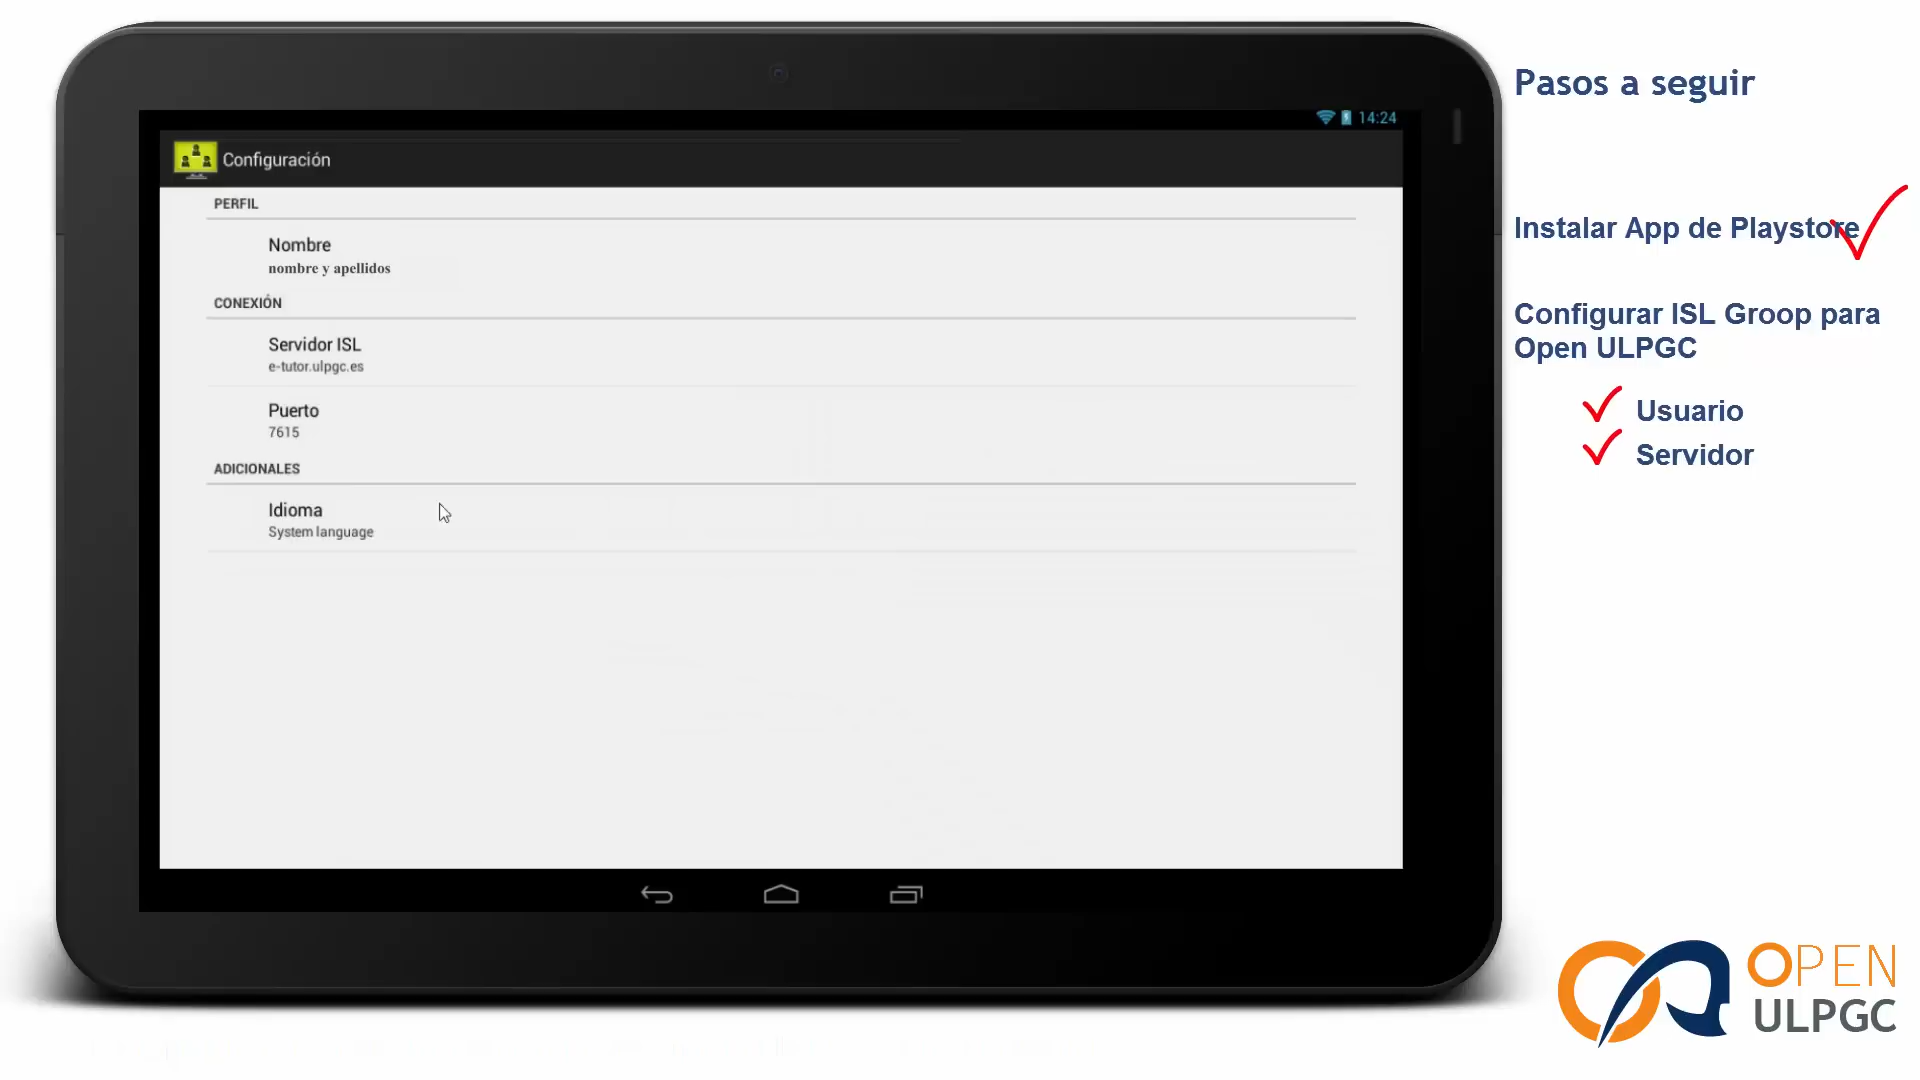 14:24
Configuración
PERFIL
Nombre
nombre y apellidos
CONEXIÓN
Servidor ISL
e-tutor.ulpgc.es
Puerto
7615
ADICIONALES
Idioma
System language
Pasos a seguir
Instalar App de Playstore
Configurar ISL Groop para
Open ULPGC
Usuario
Servidor
OPEN
ULPGC